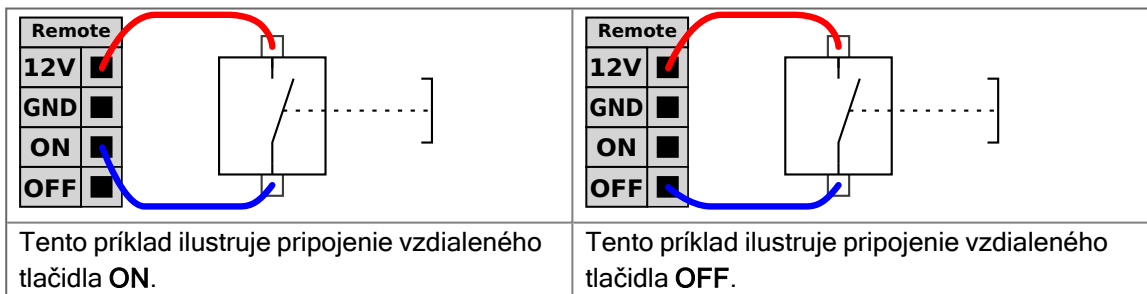 Remote
12V
GND
ON
OFF
Tento príklad ilustruje pripojenie vzdialeného
tlačidla ON.
Remote
12V
GND
ON
OFF
Tento príklad ilustruje pripojenie vzdialeného
tlačidla OFF.